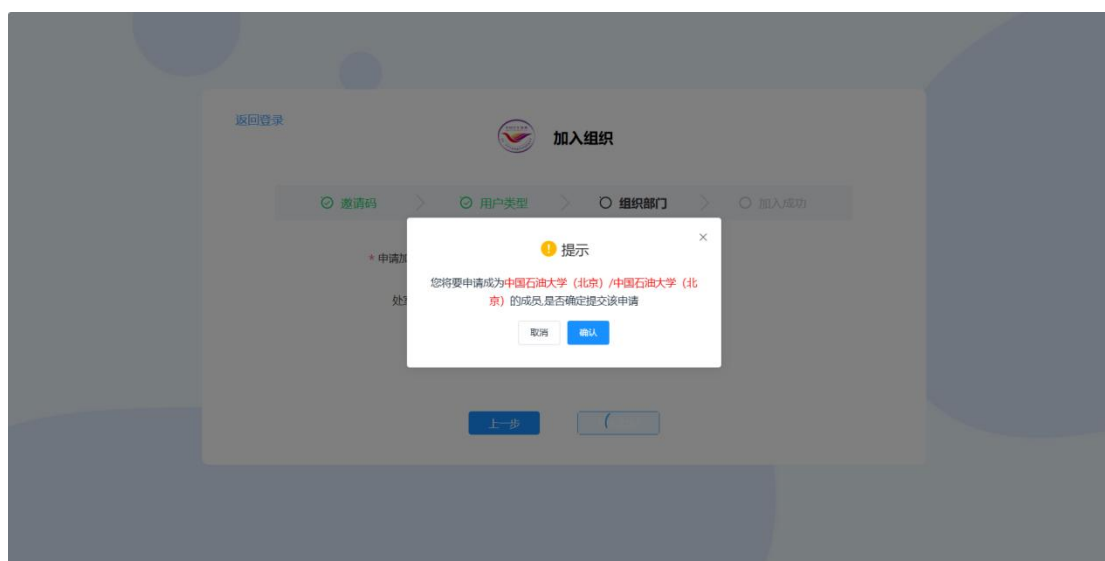 返回登录
加入组织
邀请码 用户类型 组织部门 加入成功
* 申请加
提示
您将要申请成为中国石油大学（北京）/中国石油大学（北
京）的成员,是否确定提交该申请
取消 确认
上一步